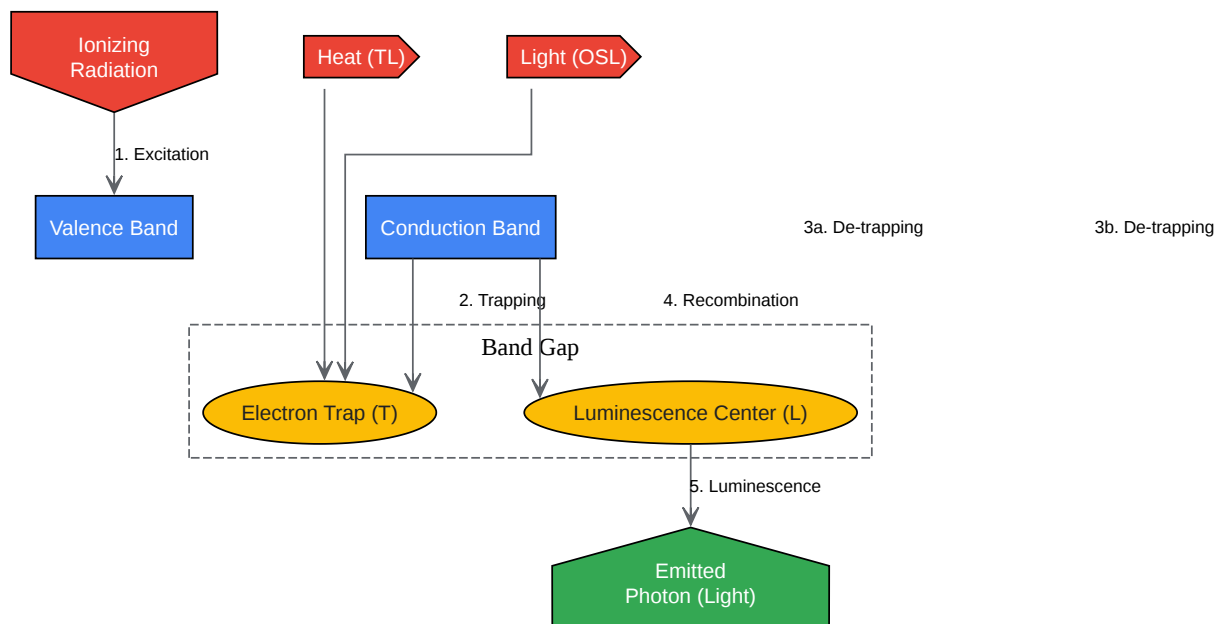 Ionizing
Radiation
Heat (TL)
Light (OSL)
1. Excitation
Valence Band
Conduction Band
3a. De-trapping
3b. De-trapping
2. Trapping
4. Recombination
Band Gap
Electron Trap (T)
Luminescence Center (L)
5. Luminescence
Emitted
Photon (Light)